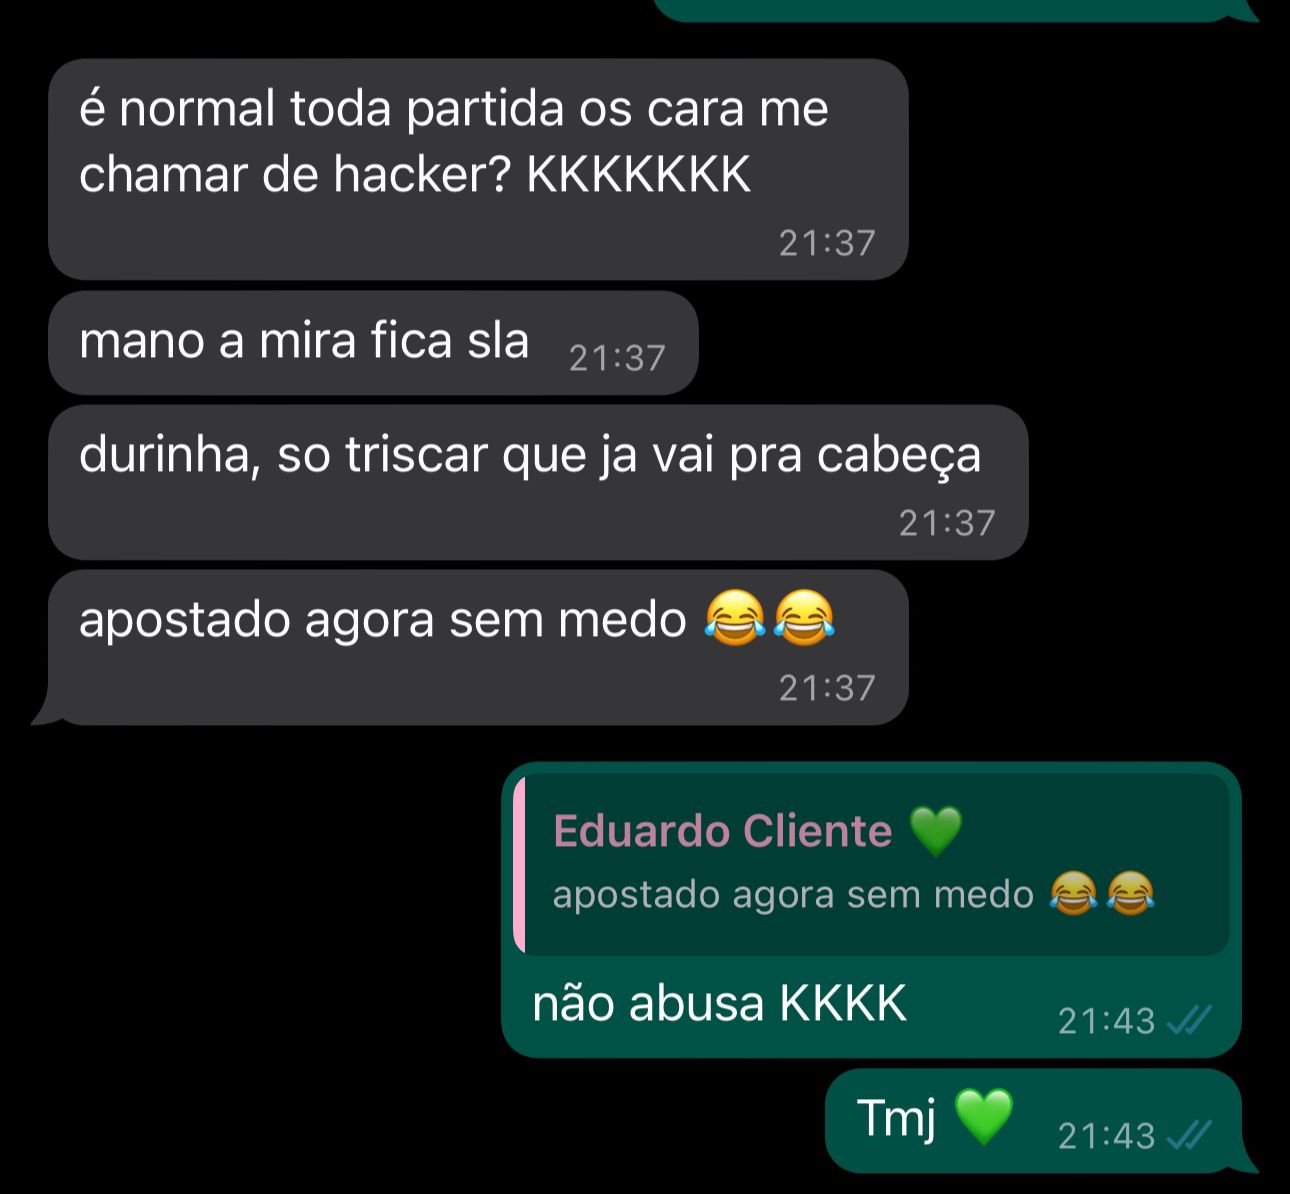 é normal toda partida os cara me
chamar de hacker? KKKKKKK
21:37
mano a mira fica sla 21:37
durinha, so triscar que ja vai pra cabeça
21:37
apostado agora sem medo 😂😂
21:37
Eduardo Cliente 💚
apostado agora sem medo 😂😂
não abusa KKKK 21:43
Tmj 💚 21:43